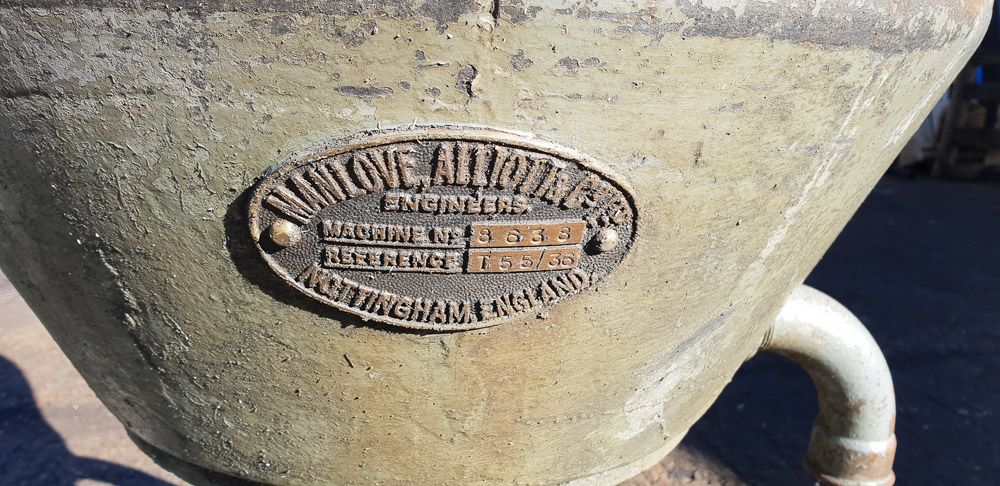 MANLOVE, ALLIOTT & Co. LTD.
ENGINEERS.
MACHINE No 8638
REFERENCE T55/36
NOTTINGHAM, ENGLAND.